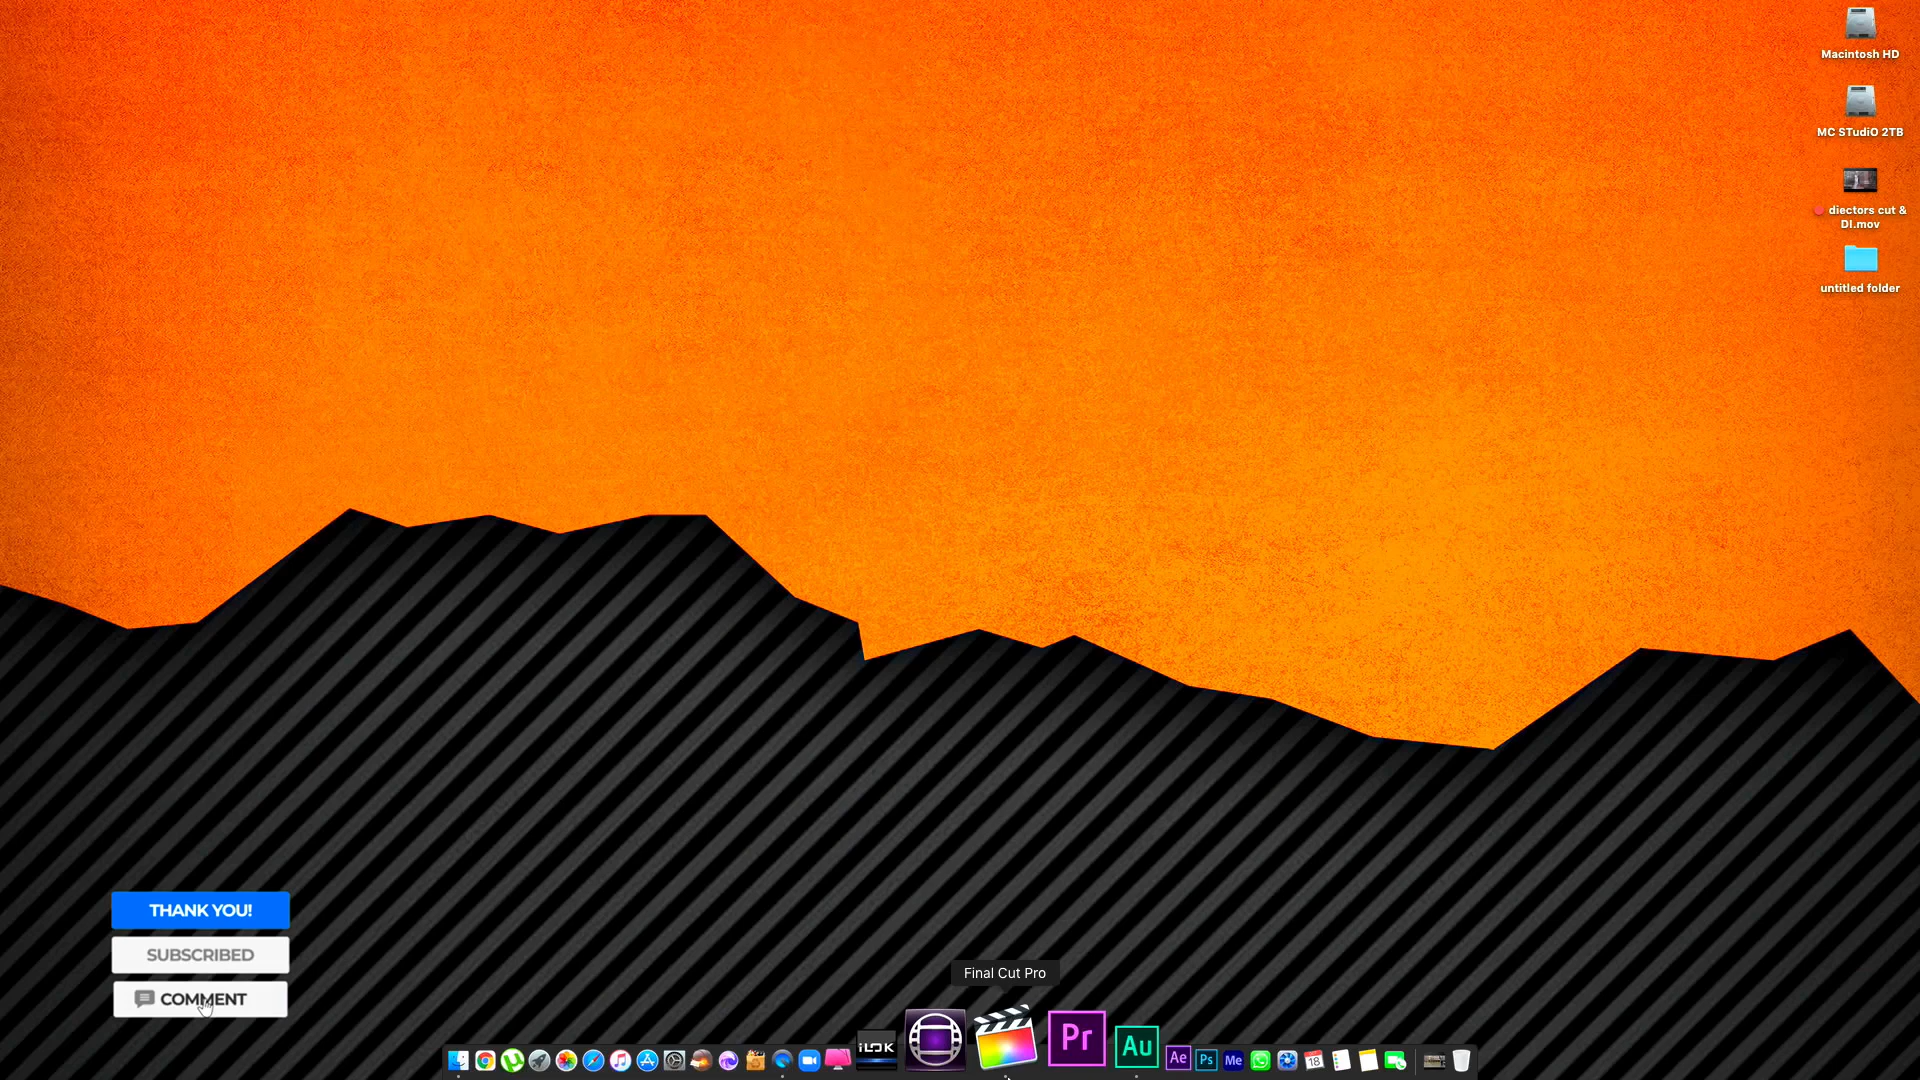 Macintosh HD
MC STudiO 2TB
diectors cut &
DI.mov
untitled folder
THANK YOU!
SUBSCRIBED
COMMENT
Final Cut Pro
iLOK
Pr
Au
Ae
Ps
Me
18